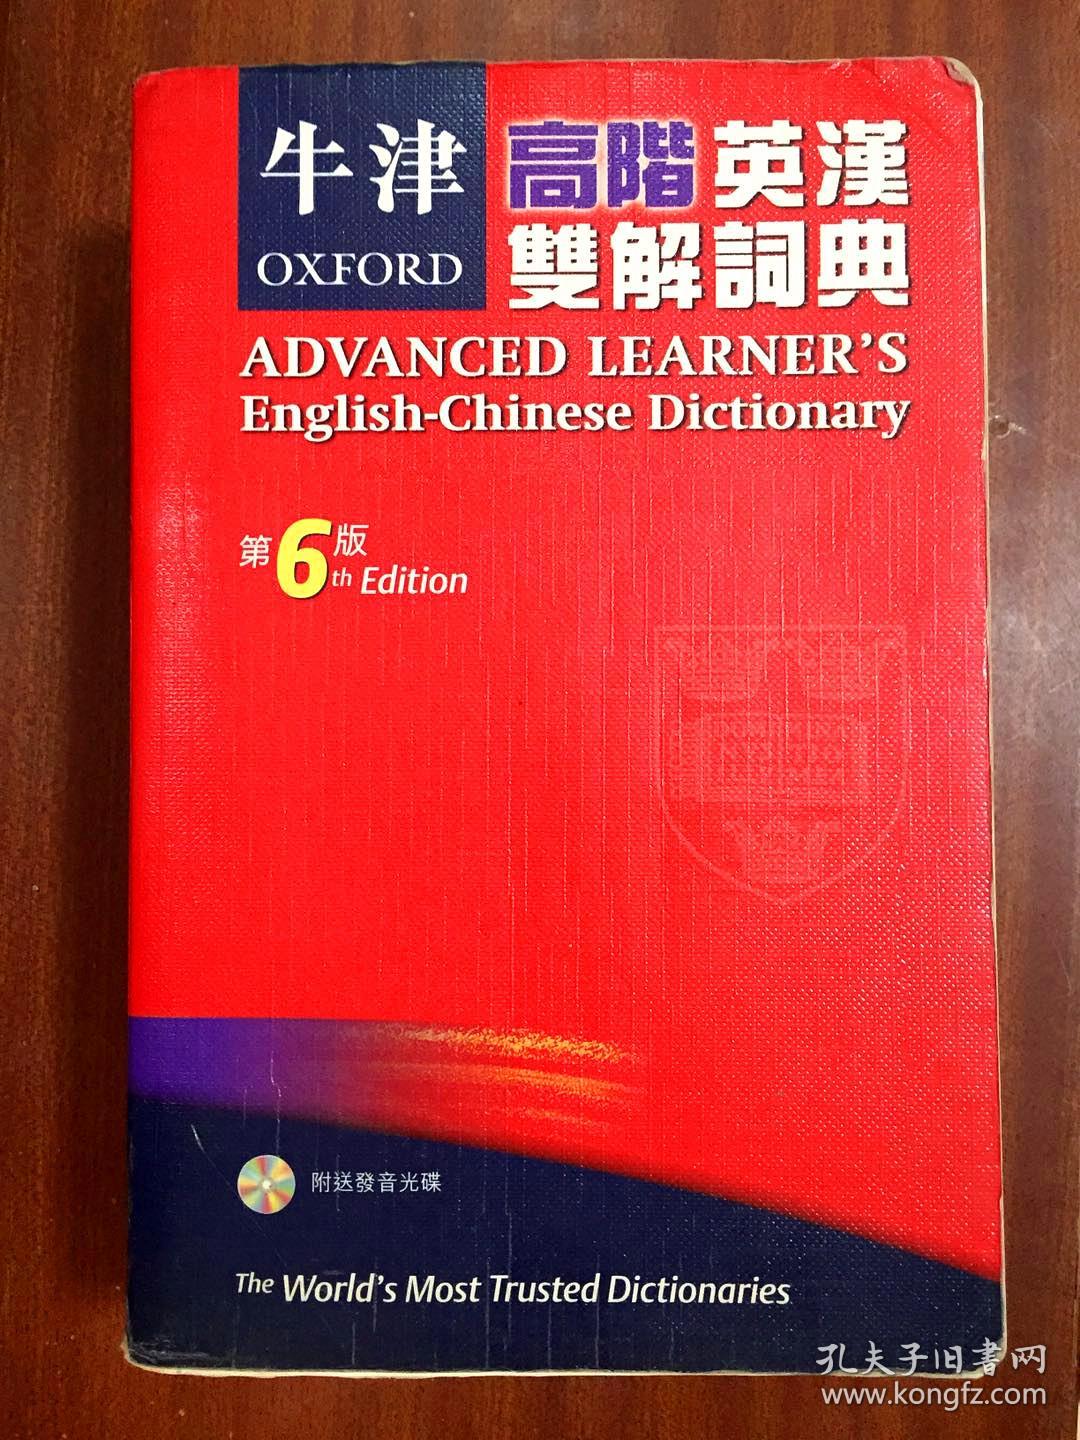 牛津
OXFORD
高階英漢
雙解詞典
ADVANCED LEARNER'S
English-Chinese Dictionary
第6版
th Edition
附送發音光碟
The World's Most Trusted Dictionaries
孔夫子旧書网
www.kongfz.com